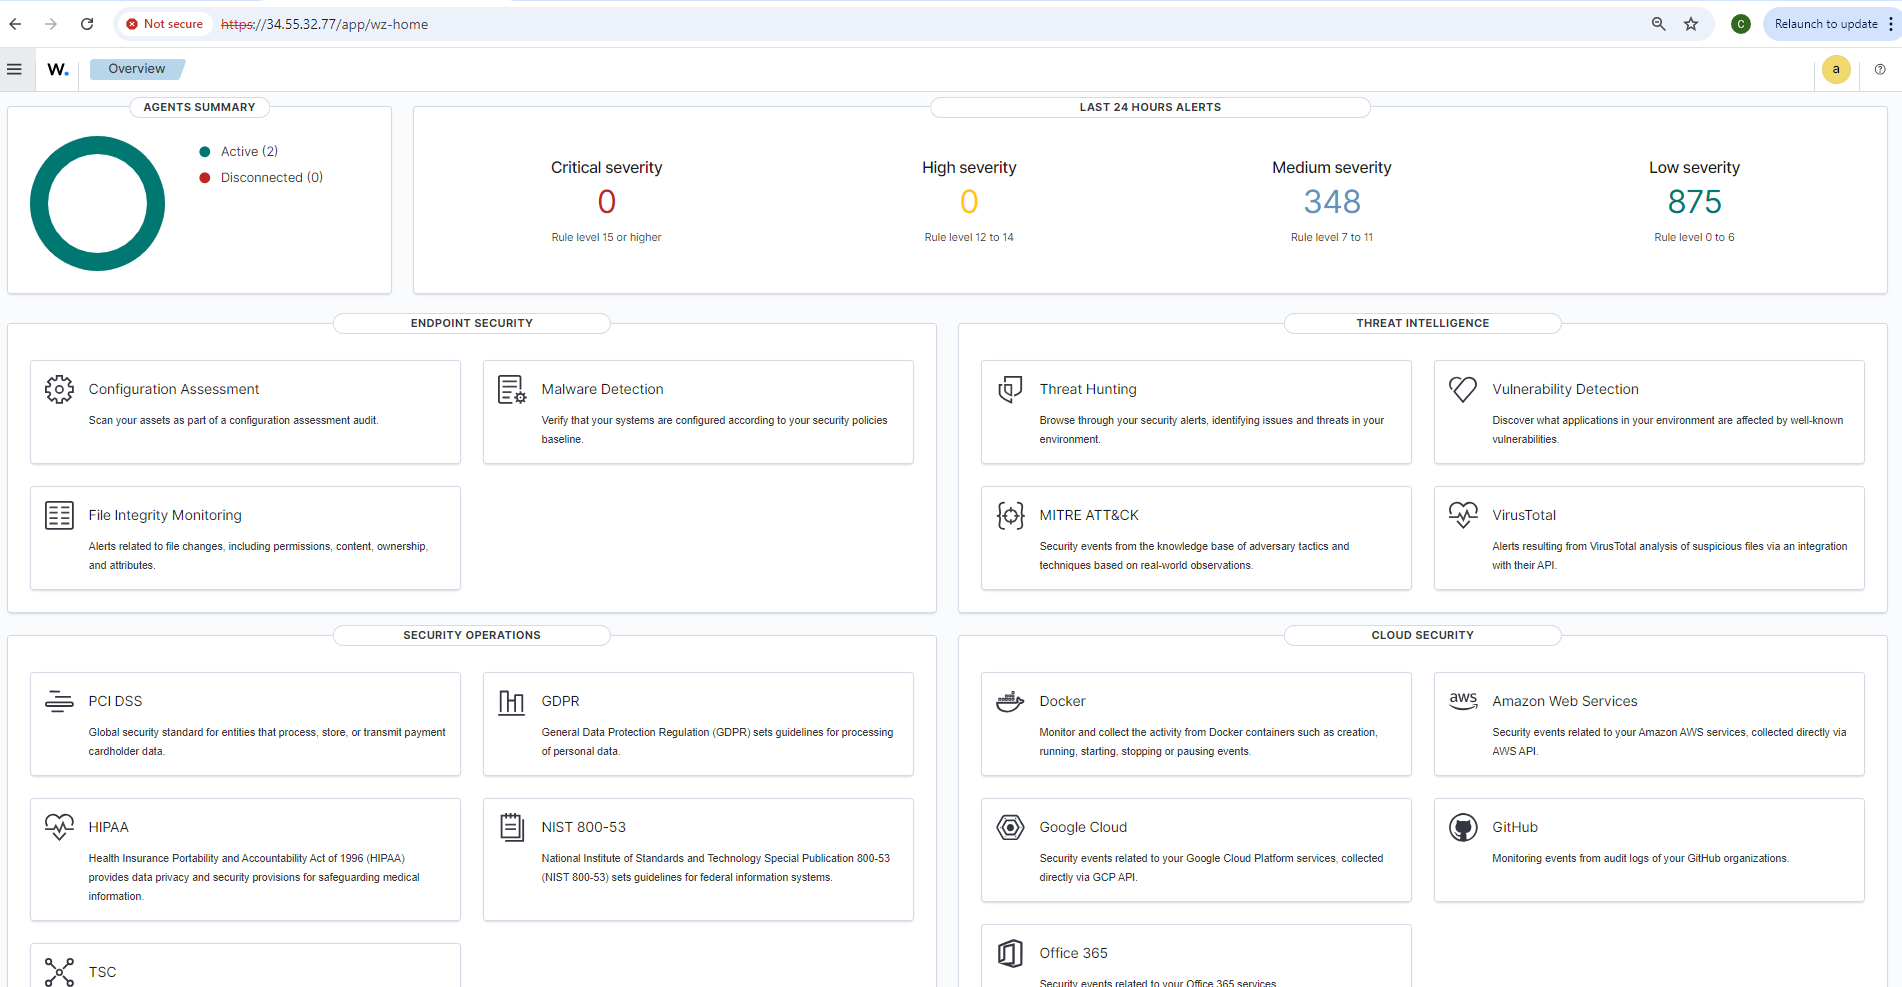 Not secure
https://34.55.32.77/app/wz-home
C
Relaunch to update
W.
Overview
a
AGENTS SUMMARY
Active (2)
Disconnected (0)
LAST 24 HOURS ALERTS
Critical severity
0
Rule level 15 or higher
High severity
0
Rule level 12 to 14
Medium severity
348
Rule level 7 to 11
Low severity
875
Rule level 0 to 6
ENDPOINT SECURITY
Configuration Assessment
Scan your assets as part of a configuration assessment audit.
Malware Detection
Verify that your systems are configured according to your security policies
baseline.
File Integrity Monitoring
Alerts related to file changes, including permissions, content, ownership,
and attributes.
THREAT INTELLIGENCE
Threat Hunting
Browse through your security alerts, identifying issues and threats in your
environment.
Vulnerability Detection
Discover what applications in your environment are affected by well-known
vulnerabilities.
MITRE ATT&CK
Security events from the knowledge base of adversary tactics and
techniques based on real-world observations.
VirusTotal
Alerts resulting from VirusTotal analysis of suspicious files via an integration
with their API.
SECURITY OPERATIONS
PCI DSS
Global security standard for entities that process, store, or transmit payment
cardholder data.
GDPR
General Data Protection Regulation (GDPR) sets guidelines for processing
of personal data.
HIPAA
Health Insurance Portability and Accountability Act of 1996 (HIPAA)
provides data privacy and security provisions for safeguarding medical
information.
NIST 800-53
National Institute of Standards and Technology Special Publication 800-53
(NIST 800-53) sets guidelines for federal information systems.
TSC
CLOUD SECURITY
Docker
Monitor and collect the activity from Docker containers such as creation,
running, starting, stopping or pausing events.
aws
Amazon Web Services
Security events related to your Amazon AWS services, collected directly via
AWS API.
Google Cloud
Security events related to your Google Cloud Platform services, collected
directly via GCP API.
GitHub
Monitoring events from audit logs of your GitHub organizations.
Office 365
Security events related to your Office 365 services.